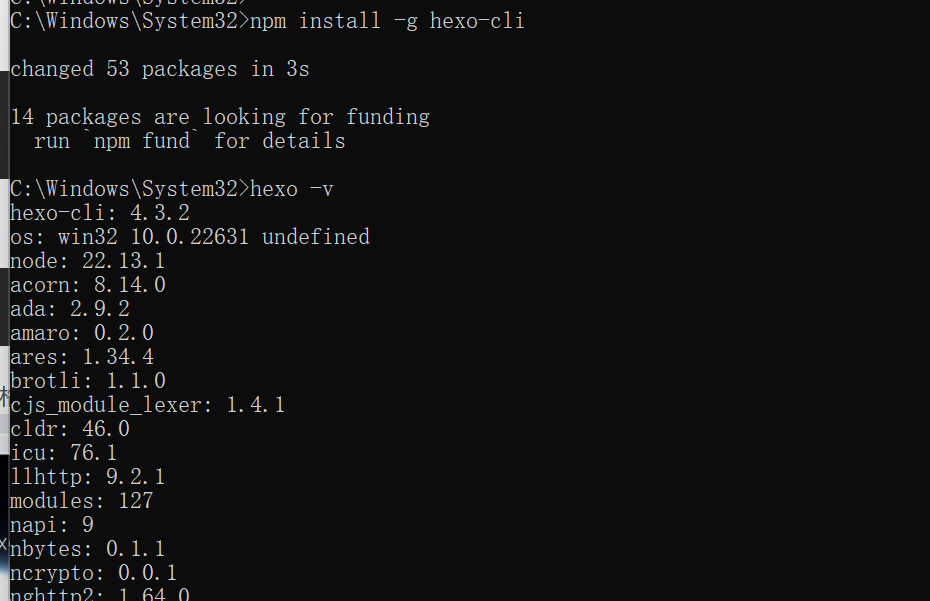 C:\Windows\System32>
C:\Windows\System32>npm install -g hexo-cli
changed 53 packages in 3s
14 packages are looking for funding
run `npm fund` for details
C:\Windows\System32>hexo -v
hexo-cli: 4.3.2
os: win32 10.0.22631 undefined
node: 22.13.1
acorn: 8.14.0
ada: 2.9.2
amaro: 0.2.0
ares: 1.34.4
brotli: 1.1.0
cjs_module_lexer: 1.4.1
cldr: 46.0
icu: 76.1
llhttp: 9.2.1
modules: 127
napi: 9
nbytes: 0.1.1
ncrypto: 0.0.1
nghttp2: 1.64.0